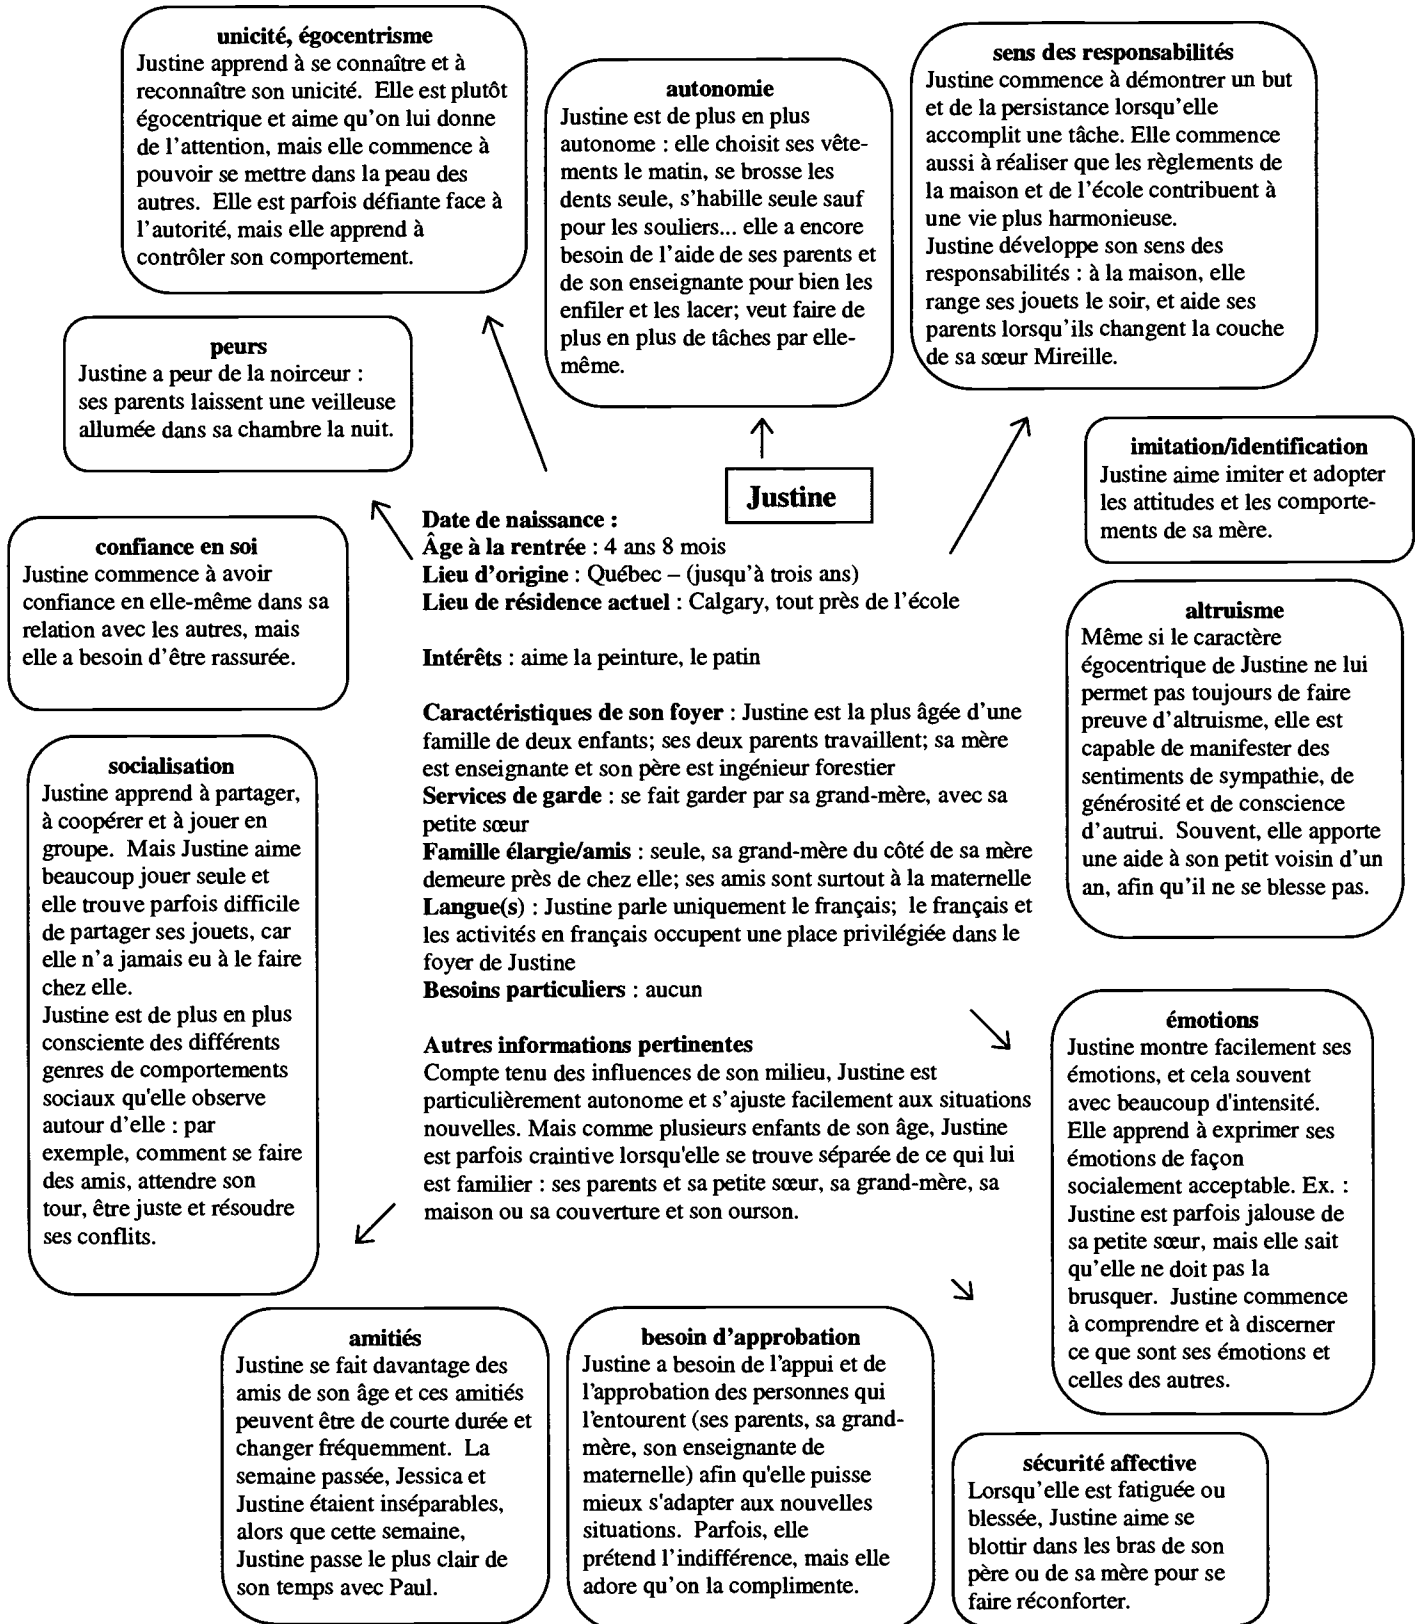 unicité, égocentrisme
Justine apprend à se connaître et à
reconnaître son unicité. Elle est plutôt
égocentrique et aime qu'on lui donne
de l'attention, mais elle commence à
pouvoir se mettre dans la peau des
autres. Elle est parfois défiante face à
l'autorité, mais elle apprend à
contrôler son comportement.
autonomie
Justine est de plus en plus
autonome : elle choisit ses vête-
ments le matin, se brosse les
dents seule, s'habille seule sauf
pour les souliers... elle a encore
besoin de l'aide de ses parents et
de son enseignante pour bien les
enfiler et les lacer; veut faire de
plus en plus de tâches par elle-
même.
sens des responsabilités
Justine commence à démontrer un but
et de la persistance lorsqu'elle
accomplit une tâche. Elle commence
aussi à réaliser que les règlements de
la maison et de l'école contribuent à
une vie plus harmonieuse.
Justine développe son sens des
responsabilités : à la maison, elle
range ses jouets le soir, et aide ses
parents lorsqu'ils changent la couche
de sa sœur Mireille.
peurs
Justine a peur de la noirceur :
ses parents laissent une veilleuse
allumée dans sa chambre la nuit.
imitation/identification
Justine aime imiter et adopter
les attitudes et les comporte-
ments de sa mère.
Justine
confiance en soi
Justine commence à avoir
confiance en elle-même dans sa
relation avec les autres, mais
elle a besoin d'être rassurée.
Date de naissance :
Âge à la rentrée : 4 ans 8 mois
Lieu d'origine : Québec – (jusqu'à trois ans)
Lieu de résidence actuel : Calgary, tout près de l'école
Intérêts : aime la peinture, le patin
Caractéristiques de son foyer : Justine est la plus âgée d'une
famille de deux enfants; ses deux parents travaillent; sa mère
est enseignante et son père est ingénieur forestier
Services de garde : se fait garder par sa grand-mère, avec sa
petite sœur
Famille élargie/amis : seule, sa grand-mère du côté de sa mère
demeure près de chez elle; ses amis sont surtout à la maternelle
Langue(s) : Justine parle uniquement le français; le français et
les activités en français occupent une place privilégiée dans le
foyer de Justine
Besoins particuliers : aucun
Autres informations pertinentes
Compte tenu des influences de son milieu, Justine est
particulièrement autonome et s'ajuste facilement aux situations
nouvelles. Mais comme plusieurs enfants de son âge, Justine
est parfois craintive lorsqu'elle se trouve séparée de ce qui lui
est familier : ses parents et sa petite sœur, sa grand-mère, sa
maison ou sa couverture et son ourson.
altruisme
Même si le caractère
égocentrique de Justine ne lui
permet pas toujours de faire
preuve d'altruisme, elle est
capable de manifester des
sentiments de sympathie, de
générosité et de conscience
d'autrui. Souvent, elle apporte
une aide à son petit voisin d'un
an, afin qu'il ne se blesse pas.
socialisation
Justine apprend à partager,
à coopérer et à jouer en
groupe. Mais Justine aime
beaucoup jouer seule et
elle trouve parfois difficile
de partager ses jouets, car
elle n'a jamais eu à le faire
chez elle.
Justine est de plus en plus
consciente des différents
genres de comportements
sociaux qu'elle observe
autour d'elle : par
exemple, comment se faire
des amis, attendre son
tour, être juste et résoudre
ses conflits.
émotions
Justine montre facilement ses
émotions, et cela souvent
avec beaucoup d'intensité.
Elle apprend à exprimer ses
émotions de façon
socialement acceptable. Ex. :
Justine est parfois jalouse de
sa petite sœur, mais elle sait
qu'elle ne doit pas la
brusquer. Justine commence
à comprendre et à discerner
ce que sont ses émotions et
celles des autres.
amitiés
Justine se fait davantage des
amis de son âge et ces amitiés
peuvent être de courte durée et
changer fréquemment. La
semaine passée, Jessica et
Justine étaient inséparables,
alors que cette semaine,
Justine passe le plus clair de
son temps avec Paul.
besoin d'approbation
Justine a besoin de l'appui et de
l'approbation des personnes qui
l'entourent (ses parents, sa grand-
mère, son enseignante de
maternelle) afin qu'elle puisse
mieux s'adapter aux nouvelles
situations. Parfois, elle
prétend l'indifférence, mais elle
adore qu'on la complimente.
sécurité affective
Lorsqu'elle est fatiguée ou
blessée, Justine aime se
blottir dans les bras de son
père ou de sa mère pour se
faire réconforter.